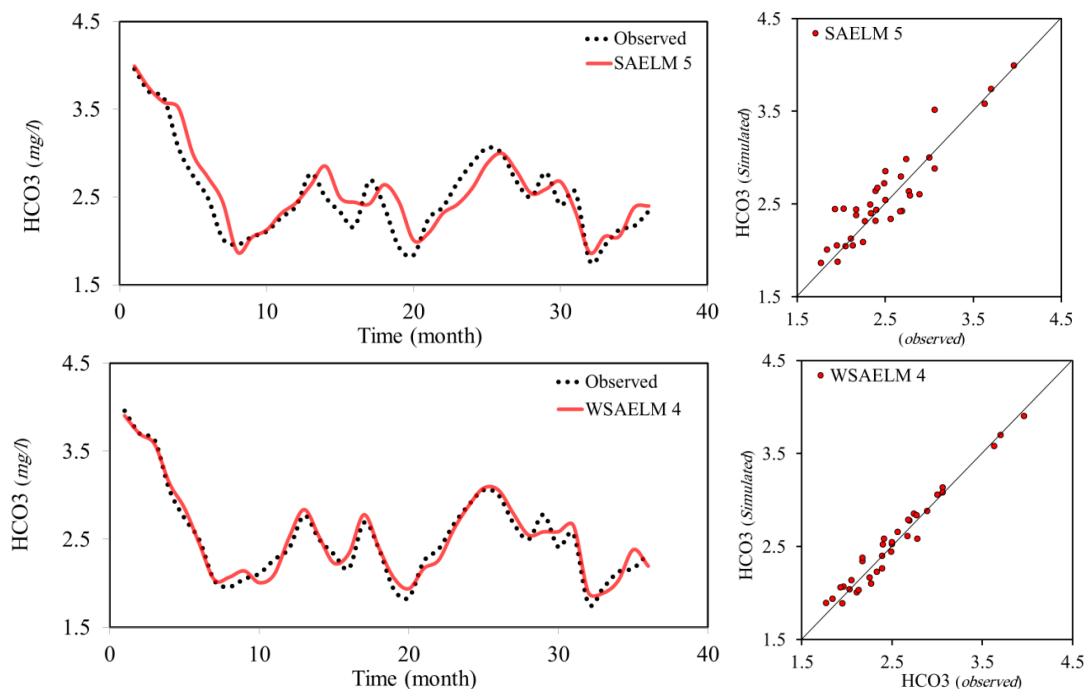 4.5
3.5
2.5
1.5
HCO3 (mg/l)
Observed
SAELM 5
0 10 20 30 40
Time (month)
SAELM 5
4.5
3.5
2.5
1.5
HCO3 (Simulated)
1.5 2.5 3.5 4.5
(observed)
4.5
3.5
2.5
1.5
HCO3 (mg/l)
Observed
WSAELM 4
0 10 20 30 40
Time (month)
WSAELM 4
4.5
3.5
2.5
1.5
HCO3 (Simulated)
1.5 2.5 3.5 4.5
HCO3 (observed)